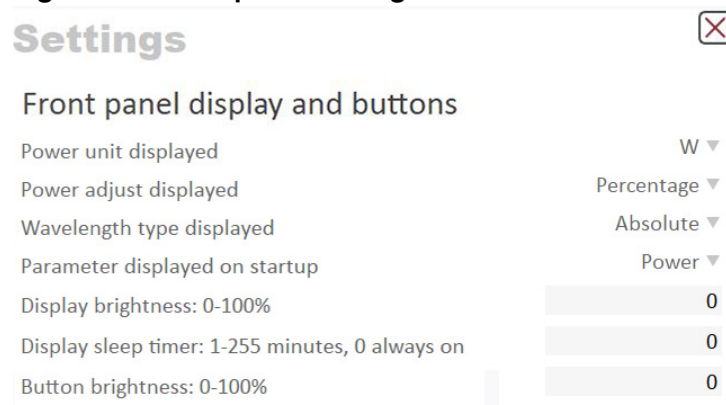 Settings
Front panel display and buttons
Power unit displayed W
Power adjust displayed Percentage
Wavelength type displayed Absolute
Parameter displayed on startup Power
Display brightness: 0-100% 0
Display sleep timer: 1-255 minutes, 0 always on 0
Button brightness: 0-100% 0